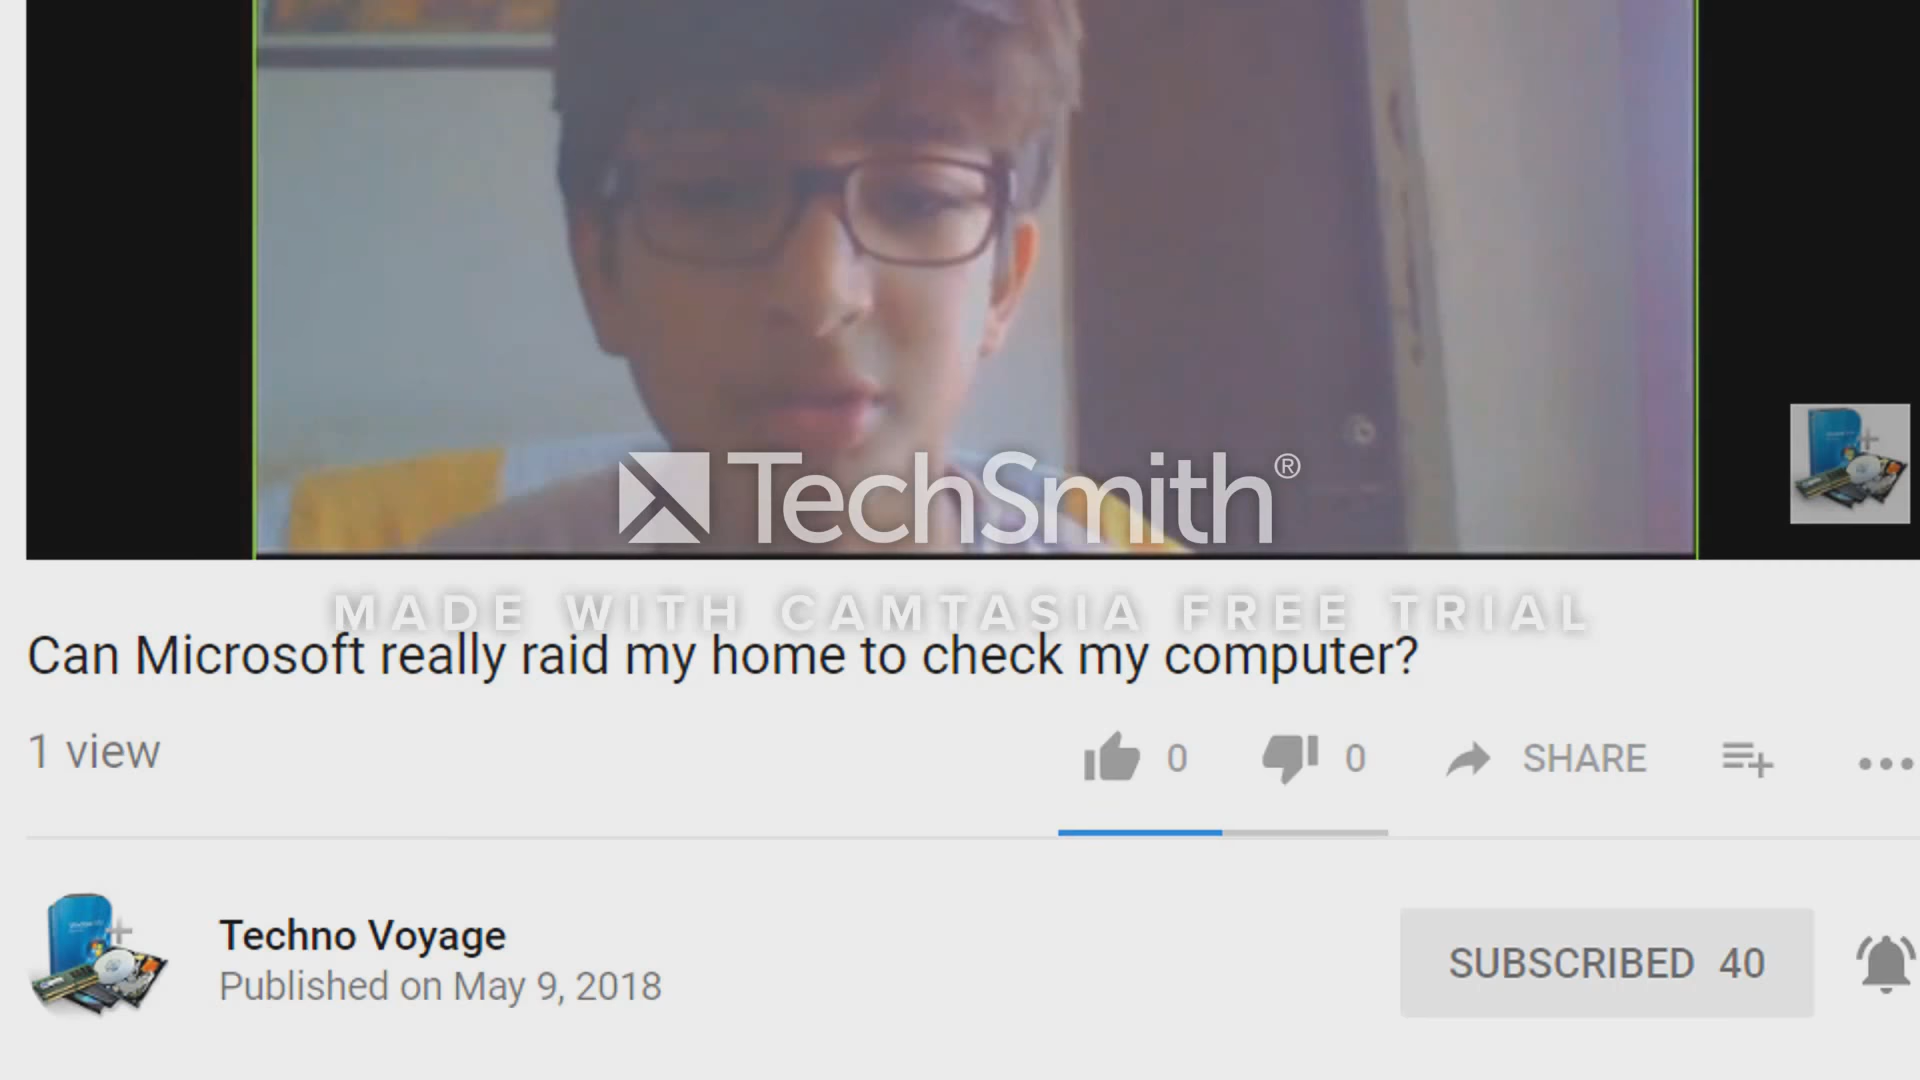 TechSmith®
MADE WITH CAMTASIA FREE TRIAL
Can Microsoft really raid my home to check my computer?
1 view
0
0
SHARE
Techno Voyage
Published on May 9, 2018
SUBSCRIBED 40